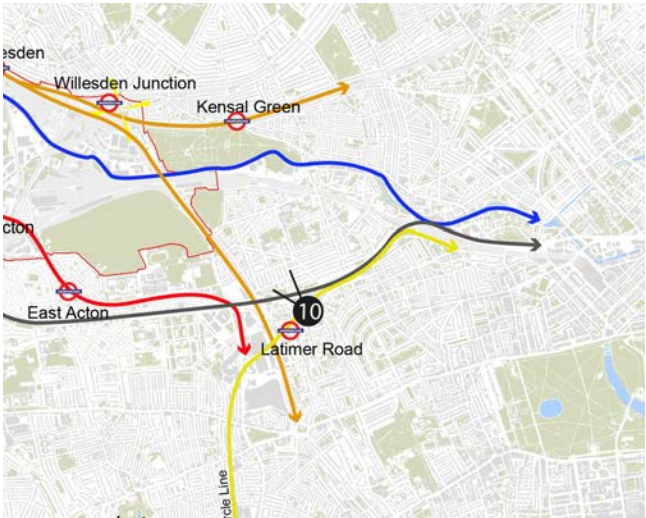 esden
Willesden Junction
Kensal Green
cton
East Acton
10
Latimer Road
rcle Line